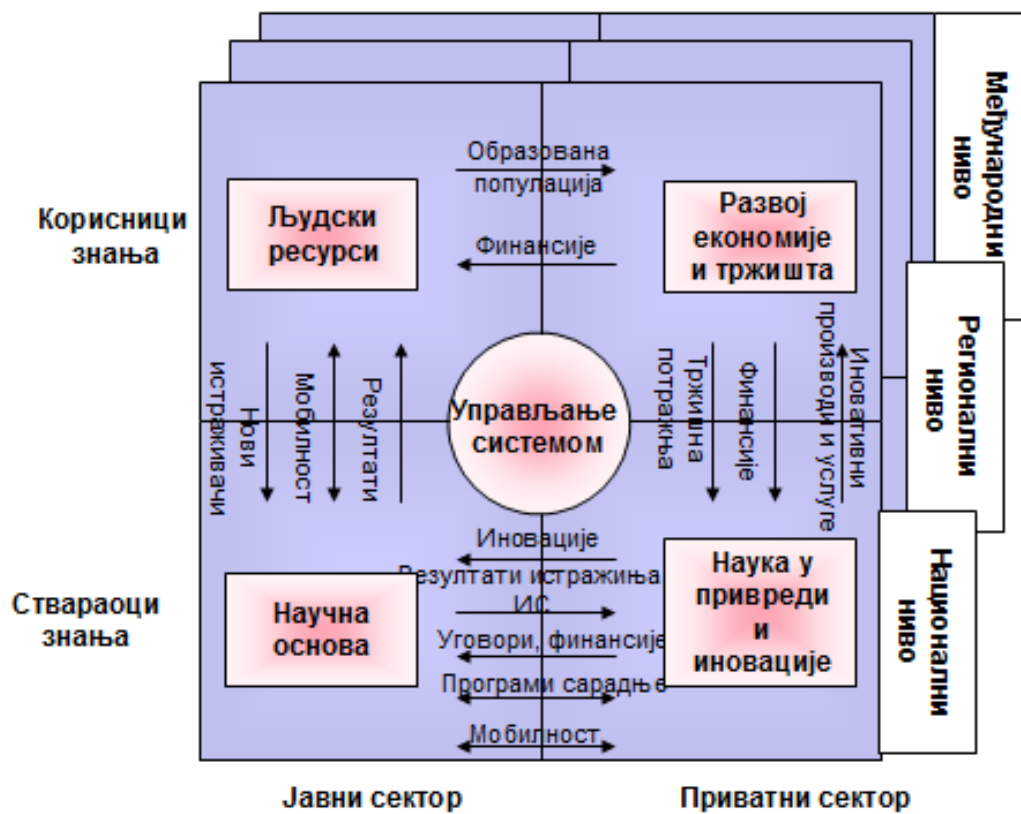 Међународни
ниво
Образована
популација
Корисници
знања
Људски
ресурси
Развој
економије
и тржишта
Финансије
Регионални
ниво
Нови
истраживачи
Мобилност
Резултати
Управљање
системом
Тржишна
потражња
Финансије
Иновативни
производи и услуге
Иновације
Резултати истражиња
ИС
Уговори, финансије
Програми сарадње
Мобилност
Ствараоци
знања
Научна
основа
Наука у
привреди
и
иновације
Национални
ниво
Јавни сектор
Приватни сектор